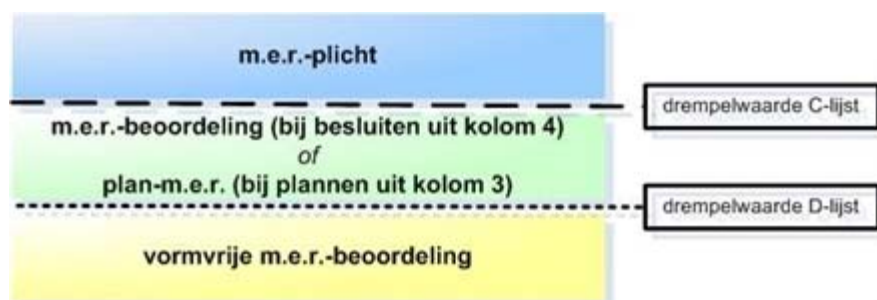 m.e.r.-plicht
drempelwaarde C-lijst
m.e.r.-beoordeling (bij besluiten uit kolom 4)
of
plan-m.e.r. (bij plannen uit kolom 3)
drempelwaarde D-lijst
vormvrije m.e.r.-beoordeling